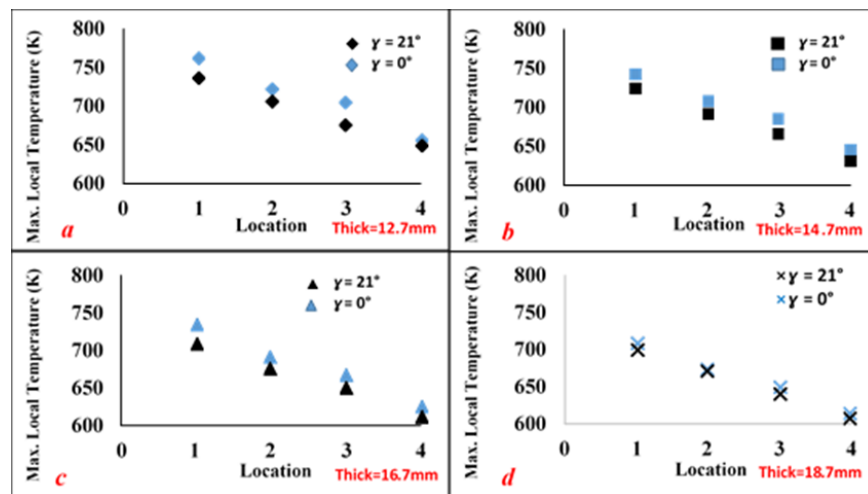 Max. Local Temperature (K)
800
750
700
650
600
0
1
2
3
4
ɣ = 21°
ɣ = 0°
Location
a
Thick=12.7mm
Max. Local Temperature (K)
800
750
700
650
600
0
1
2
3
4
ɣ = 21°
ɣ = 0°
Location
b
Thick=14.7mm
Max. Local Temperature (K)
800
750
700
650
600
0
1
2
3
4
ɣ = 21°
ɣ = 0°
Location
c
Thick=16.7mm
Max. Local Temperature (K)
800
750
700
650
600
0
1
2
3
4
ɣ = 21°
ɣ = 0°
Location
d
Thick=18.7mm